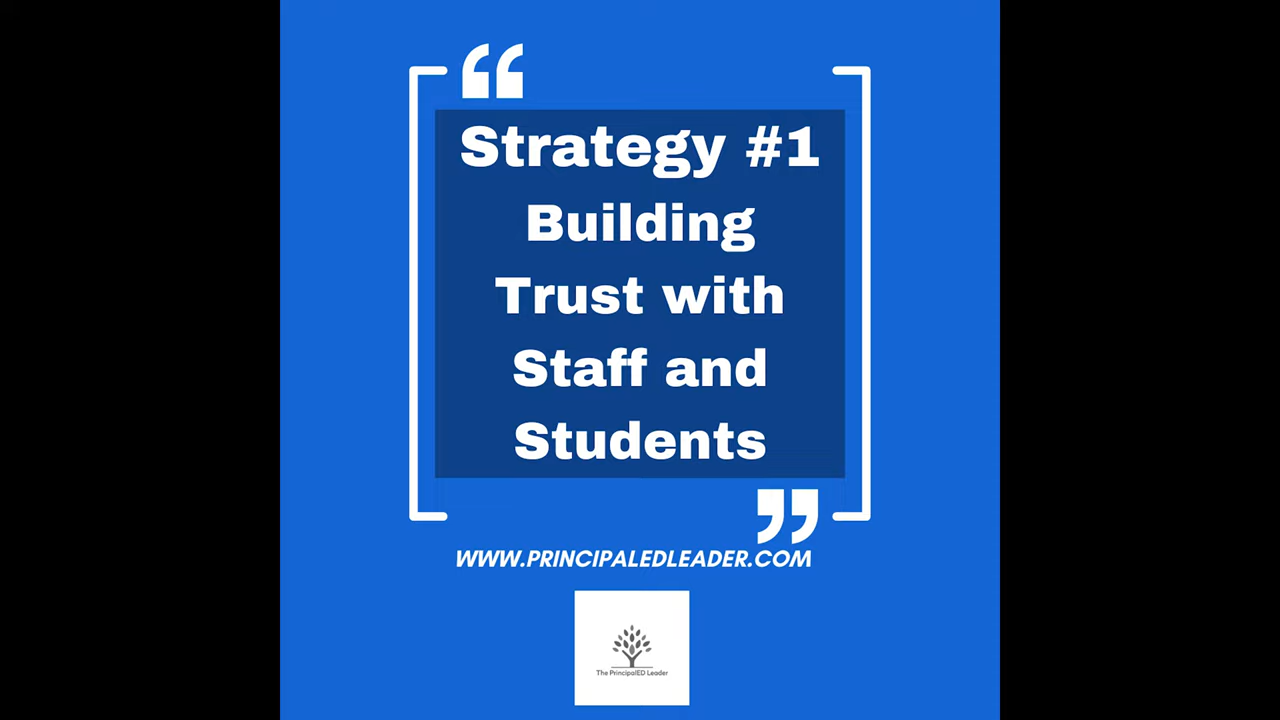 Strategy #1
Building
Trust with
Staff and
Students
WWW.PRINCIPALEDLEADER.COM
The PrincipalED Leader